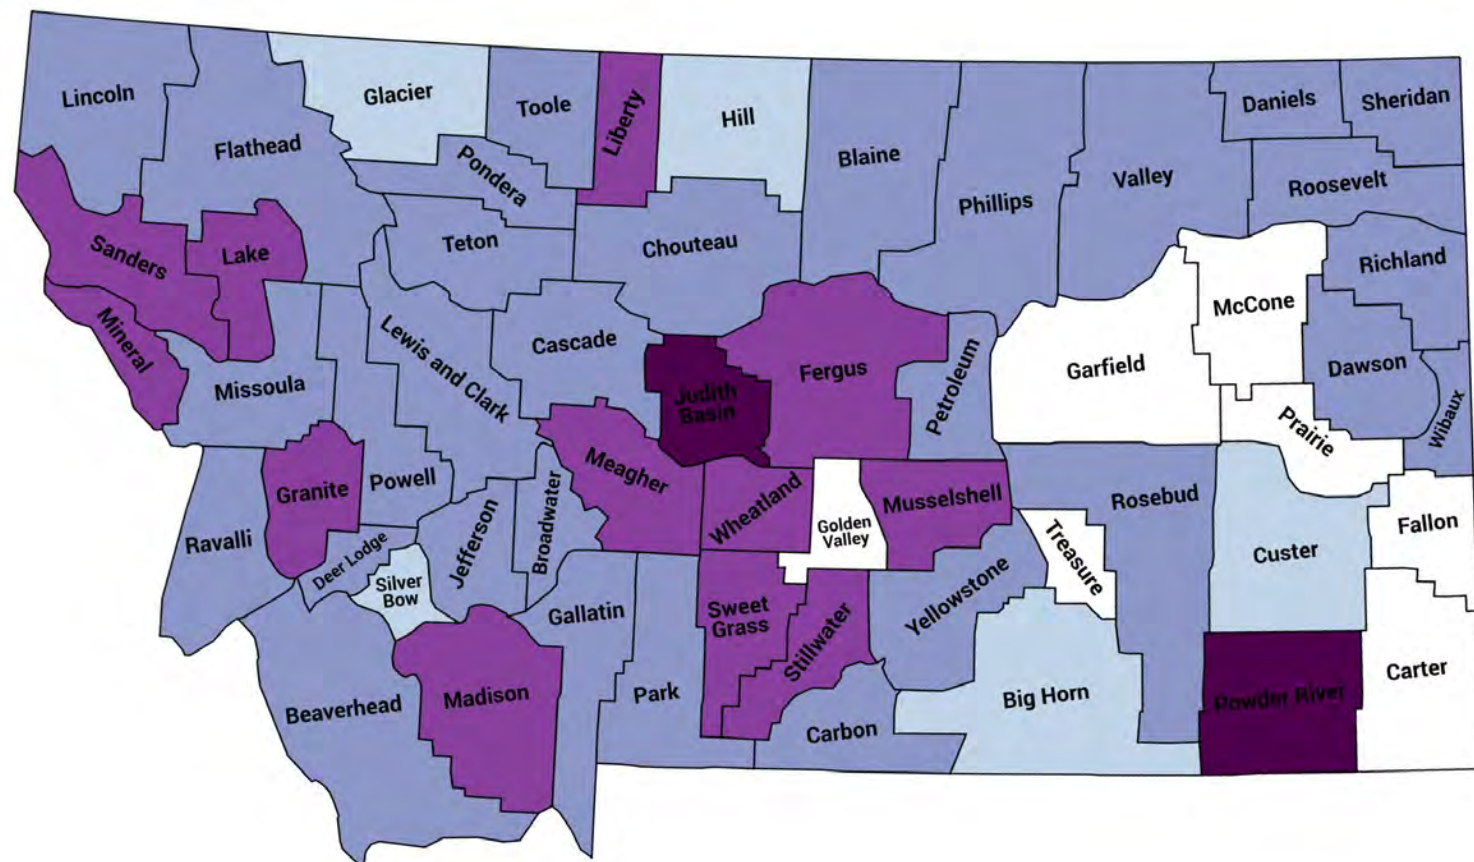 Lincoln
Flathead
Glacier
Toole
Liberty
Hill
Blaine
Phillips
Valley
Daniels
Sheridan
Roosevelt
Pondera
Teton
Chouteau
Sanders
Lake
Mineral
Missoula
Lewis and Clark
Cascade
Judith
Basin
Fergus
Petroleum
Garfield
McCone
Richland
Dawson
Wibaux
Prairie
Granite
Powell
Meagher
Wheatland
Golden
Valley
Musselshell
Rosebud
Treasure
Custer
Fallon
Ravalli
Deer Lodge
Silver
Bow
Jefferson
Broadwater
Gallatin
Park
Sweet
Grass
Stillwater
Yellowstone
Big Horn
Powder River
Carter
Beaverhead
Madison
Carbon